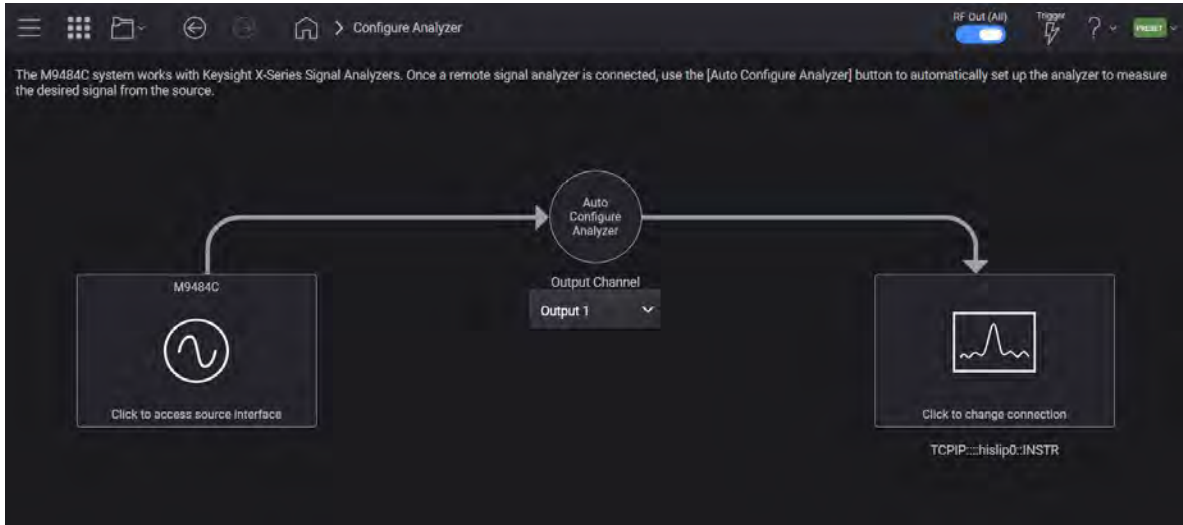 Configure Analyzer
RF Out (All)
Trigger
PRESET
The M9484C system works with Keysight X-Series Signal Analyzers. Once a remote signal analyzer is connected, use the [Auto Configure Analyzer] button to automatically set up the analyzer to measure
the desired signal from the source.
Auto
Configure
Analyzer
M9484C
Output Channel
Output 1
Click to access source interface
Click to change connection
TCPIP::::hislip0::INSTR